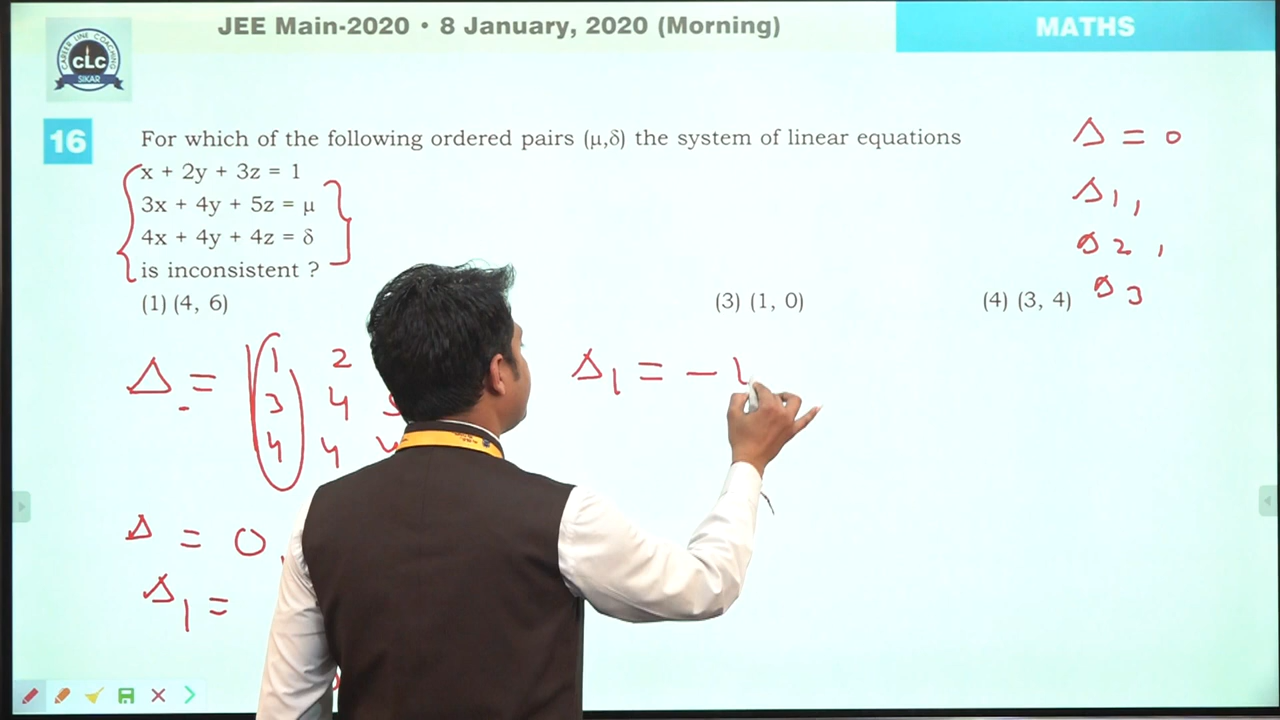 JEE Main-2020 • 8 January, 2020 (Morning)
MATHS
CAREER LINE COACHING
CLC
SIKAR
16
For which of the following ordered pairs (μ,δ) the system of linear equations
x + 2y + 3z = 1
3x + 4y + 5z = μ
4x + 4y + 4z = δ
is inconsistent ?
(1) (4, 6)
(3) (1, 0)
(4) (3, 4)
Δ = 0
Δ1,
Δ2,
Δ3
Δ =
1 2
3 4 5
4 4 4
Δ = 0,
Δ1 =
Δ1 = –